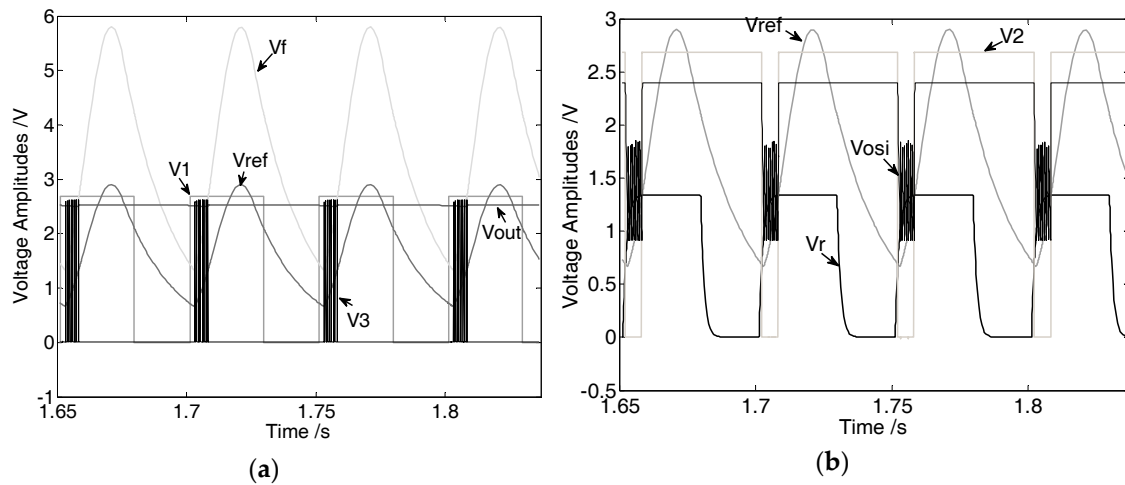 6
5
4
3
2
1
0
-1
Voltage Amplitudes /V
Vf
V1
Vref
Vout
V3
1.65
1.7
1.75
1.8
Time /s
(a)
3
2.5
2
1.5
1
0.5
0
-0.5
Voltage Amplitudes /V
Vref
V2
Vosi
Vr
1.65
1.7
1.75
1.8
Time /s
(b)